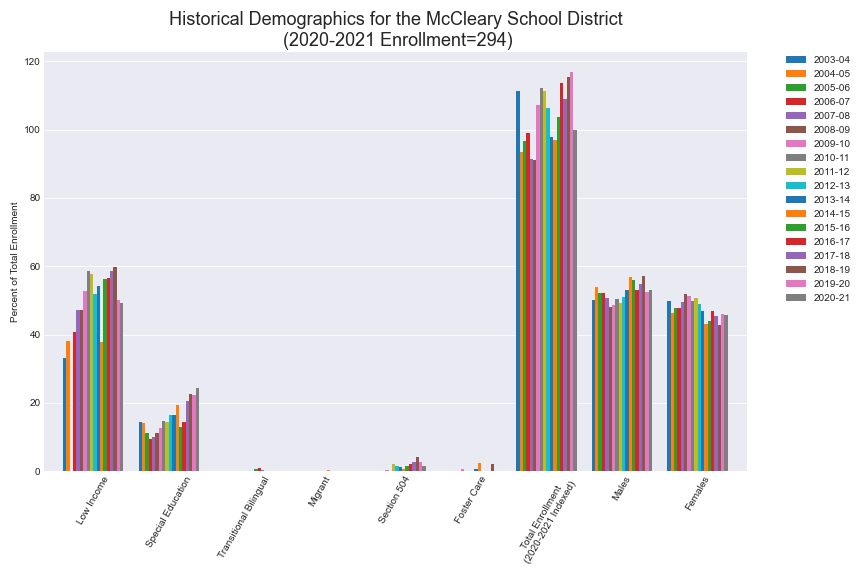 Historical Demographics for the McCleary School District
(2020-2021 Enrollment=294)
Percent of Total Enrollment
120
100
80
60
40
20
0
Low Income
Special Education
Transitional Bilingual
Migrant
Section 504
Foster Care
Total Enrollment
(2020-2021 Indexed)
Males
Females
2003-04
2004-05
2005-06
2006-07
2007-08
2008-09
2009-10
2010-11
2011-12
2012-13
2013-14
2014-15
2015-16
2016-17
2017-18
2018-19
2019-20
2020-21